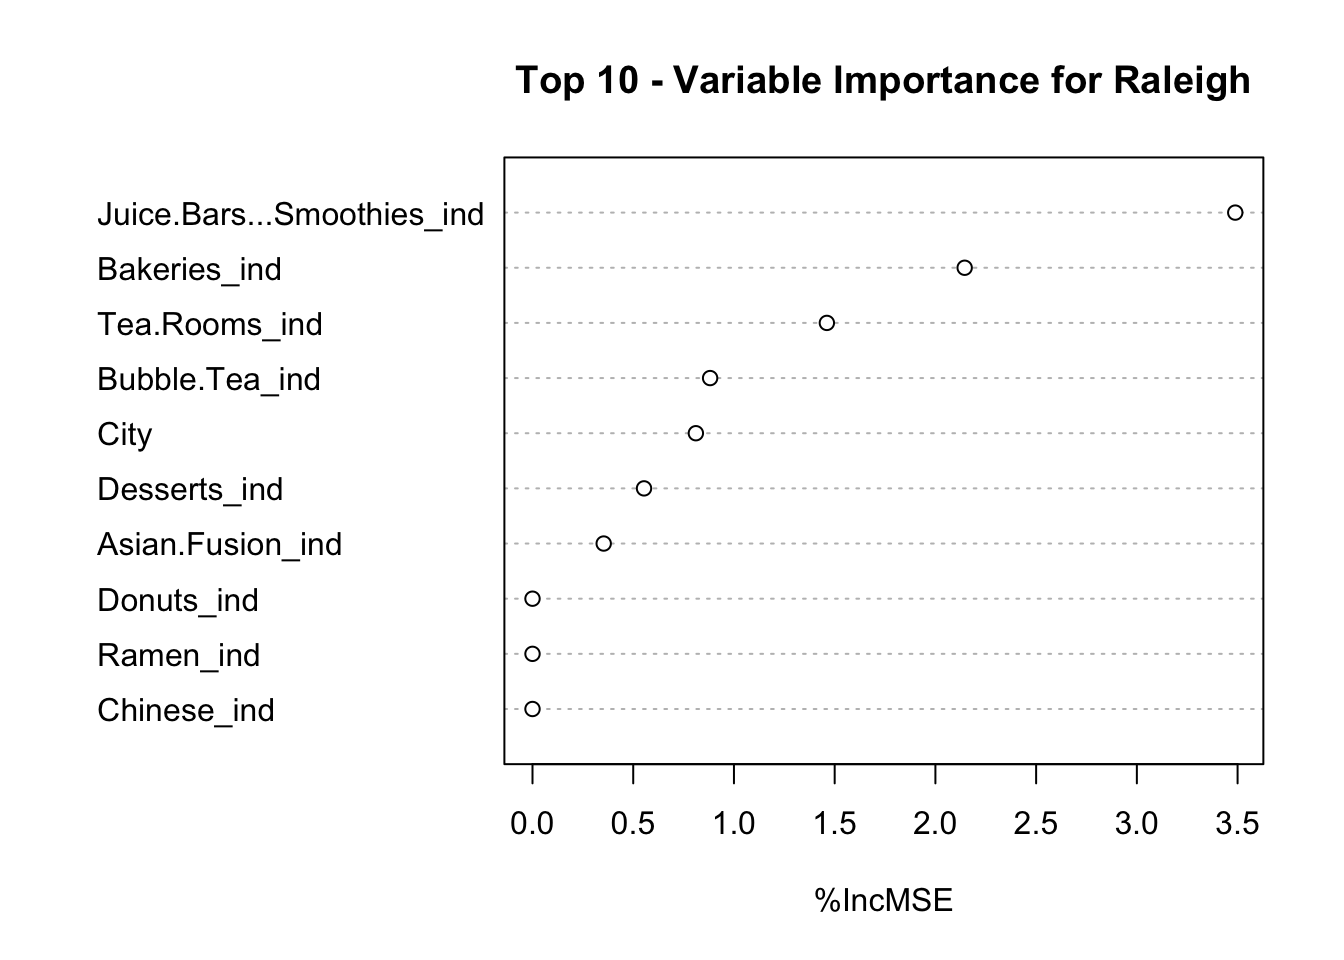 Top 10 - Variable Importance for Raleigh
Juice.Bars...Smoothies_ind
Bakeries_ind
Tea.Rooms_ind
Bubble.Tea_ind
City
Desserts_ind
Asian.Fusion_ind
Donuts_ind
Ramen_ind
Chinese_ind
0.0 0.5 1.0 1.5 2.0 2.5 3.0 3.5
%IncMSE